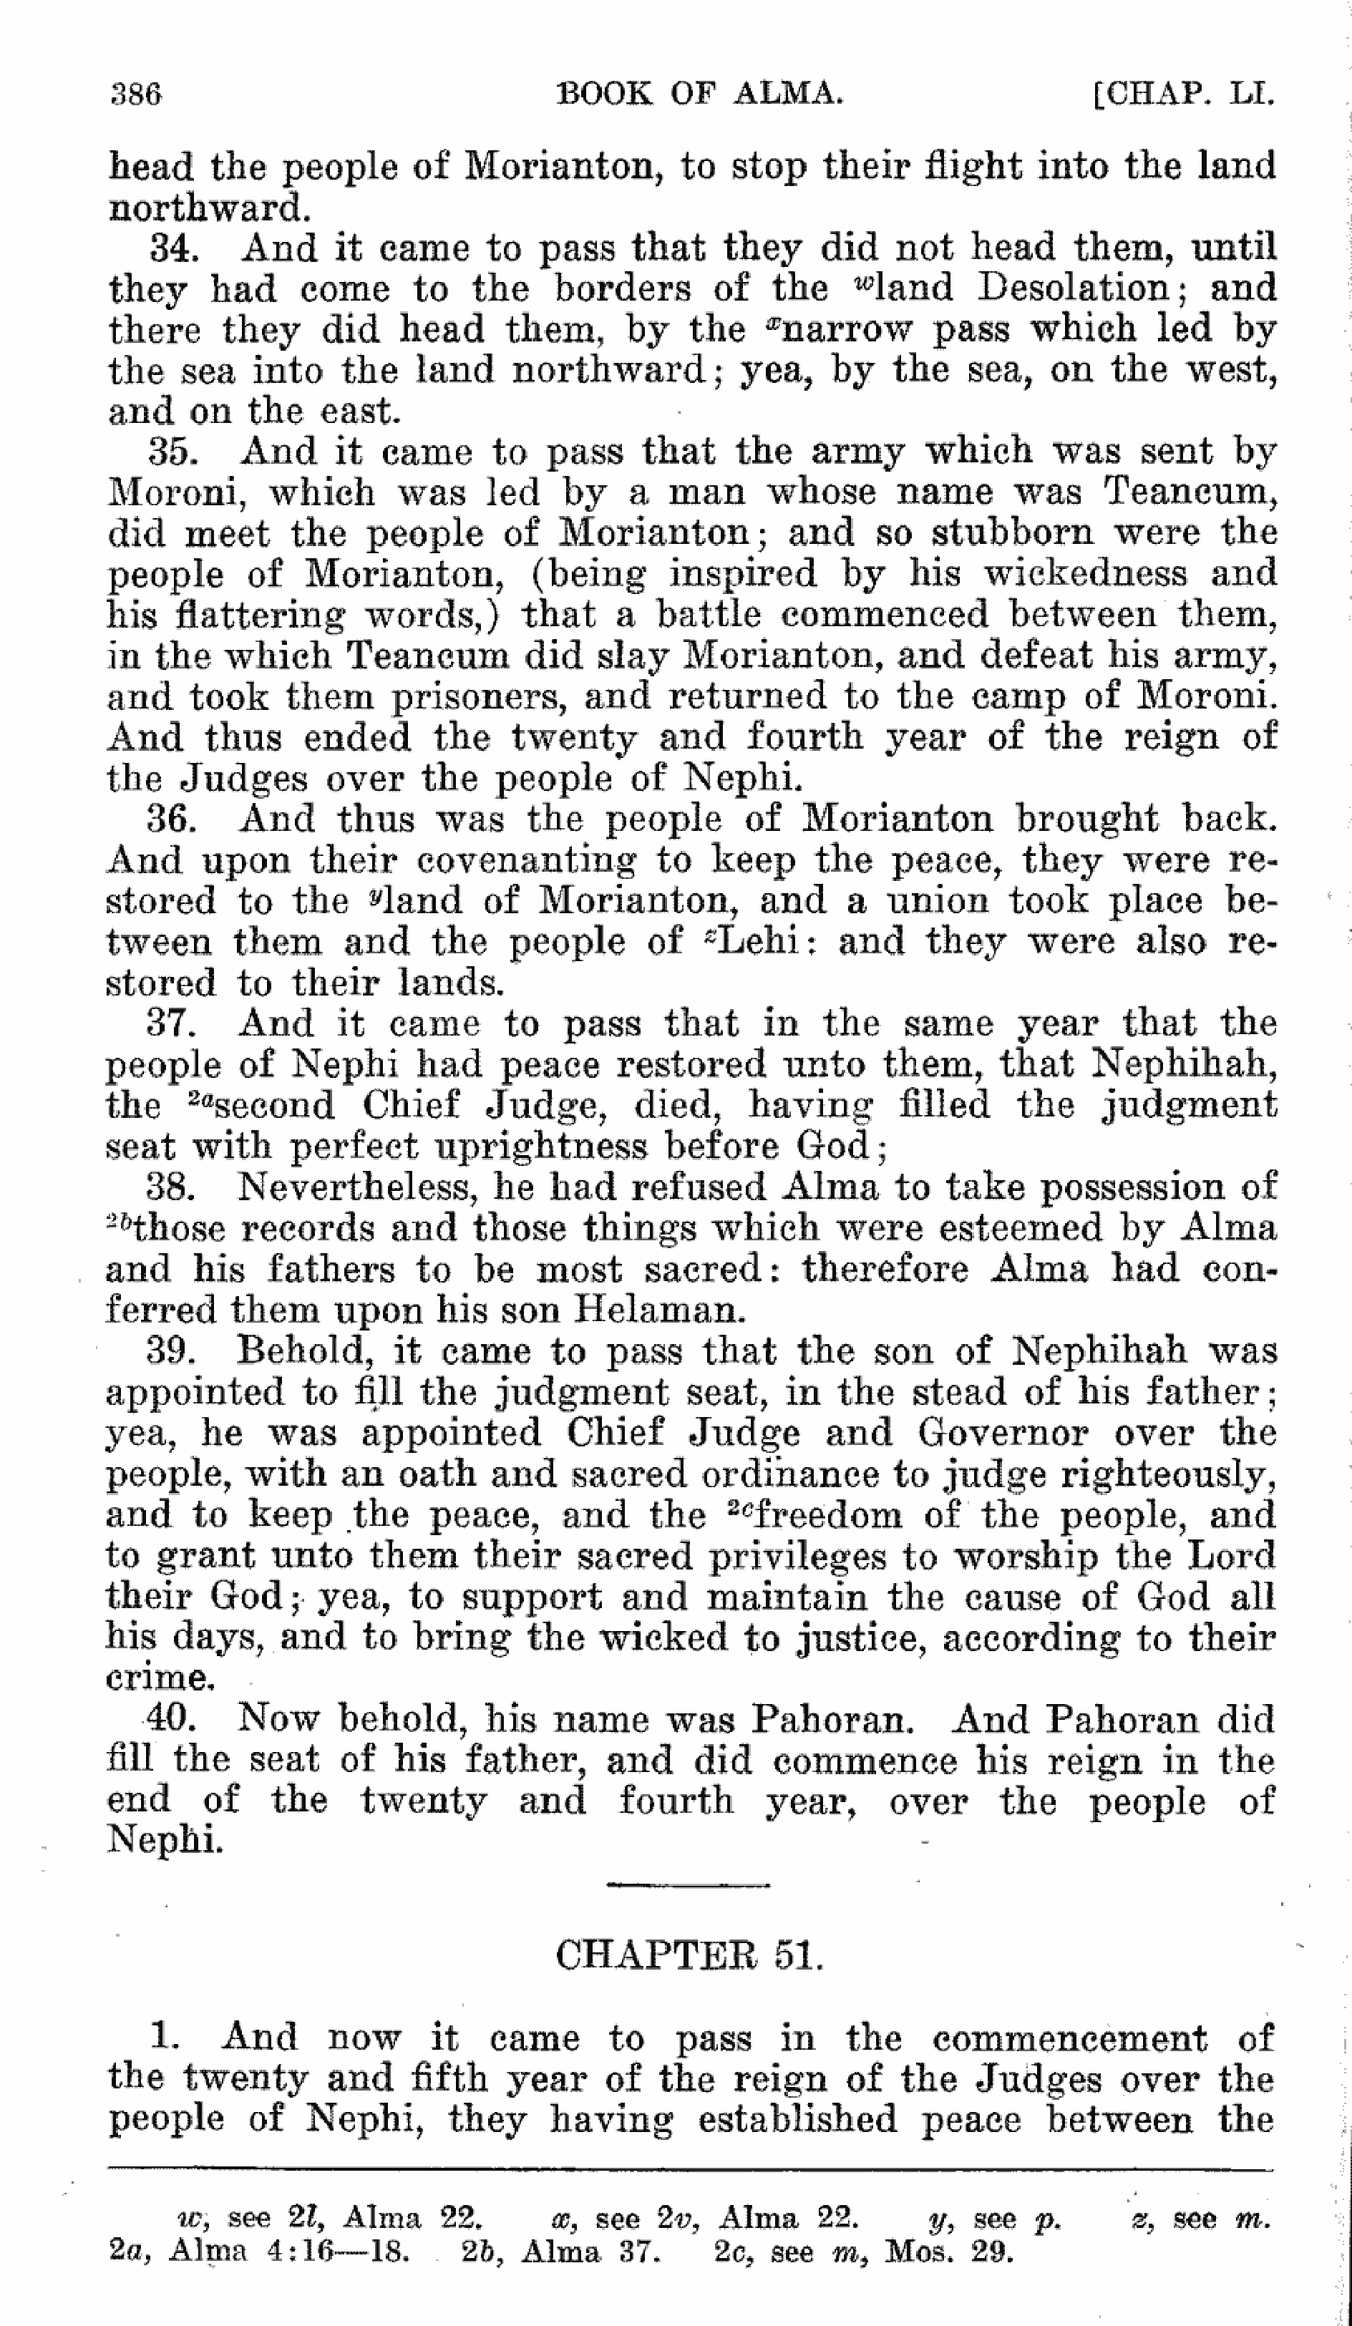 386 BOOK OF ALMA. [CHAP. LI.
head the people of Morianton, to stop their flight into the land
northward.
34. And it came to pass that they did not head them, until
they had come to the borders of the wland Desolation; and
there they did head them, by the xnarrow pass which led by
the sea into the land northward; yea, by the sea, on the west,
and on the east.
35. And it came to pass that the army which was sent by
Moroni, which was led by a man whose name was Teancum,
did meet the people of Morianton; and so stubborn were the
people of Morianton, (being inspired by his wickedness and
his flattering words,) that a battle commenced between them,
in the which Teancum did slay Morianton, and defeat his army,
and took them prisoners, and returned to the camp of Moroni.
And thus ended the twenty and fourth year of the reign of
the Judges over the people of Nephi.
36. And thus was the people of Morianton brought back.
And upon their covenanting to keep the peace, they were re-
stored to the yland of Morianton, and a union took place be-
tween them and the people of zLehi: and they were also re-
stored to their lands.
37. And it came to pass that in the same year that the
people of Nephi had peace restored unto them, that Nephihah,
the 2asecond Chief Judge, died, having filled the judgment
seat with perfect uprightness before God;
38. Nevertheless, he had refused Alma to take possession of
2bthose records and those things which were esteemed by Alma
and his fathers to be most sacred: therefore Alma had con-
ferred them upon his son Helaman.
39. Behold, it came to pass that the son of Nephihah was
appointed to fill the judgment seat, in the stead of his father;
yea, he was appointed Chief Judge and Governor over the
people, with an oath and sacred ordinance to judge righteously,
and to keep the peace, and the 2cfreedom of the people, and
to grant unto them their sacred privileges to worship the Lord
their God; yea, to support and maintain the cause of God all
his days, and to bring the wicked to justice, according to their
crime.
40. Now behold, his name was Pahoran. And Pahoran did
fill the seat of his father, and did commence his reign in the
end of the twenty and fourth year, over the people of
Nephi.
CHAPTER 51.
1. And now it came to pass in the commencement of
the twenty and fifth year of the reign of the Judges over the
people of Nephi, they having established peace between the
w, see 2l, Alma 22. x, see 2v, Alma 22. y, see p. z, see m.
2a, Alma 4:16—18. 2b, Alma 37. 2c, see m, Mos. 29.